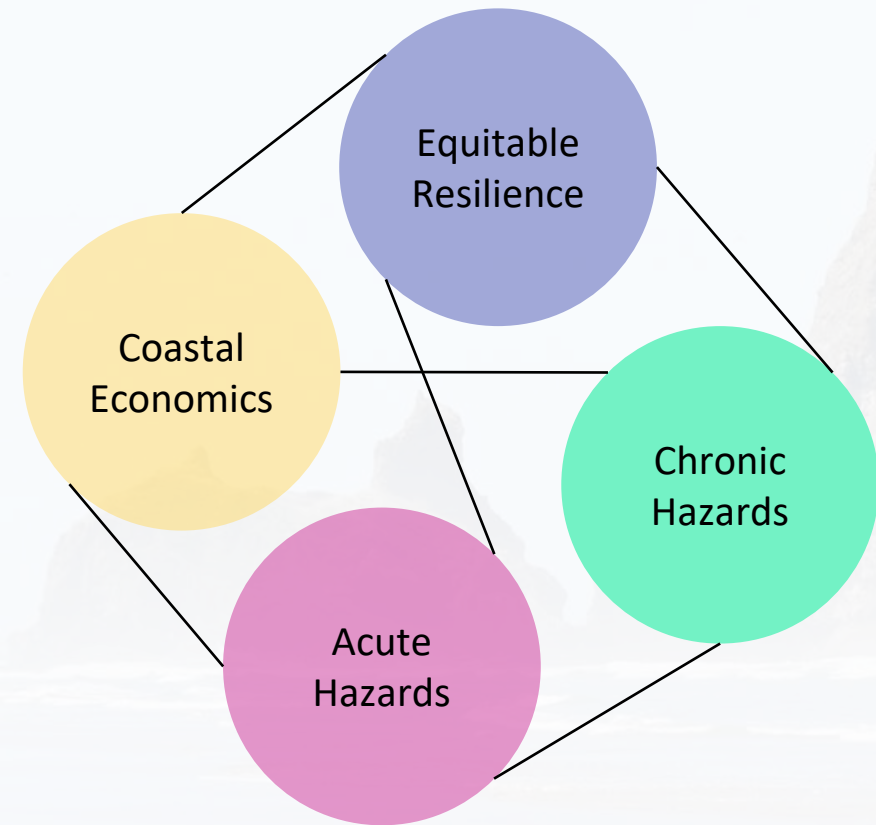 Equitable
Resilience
Coastal
Economics
Chronic
Hazards
Acute
Hazards